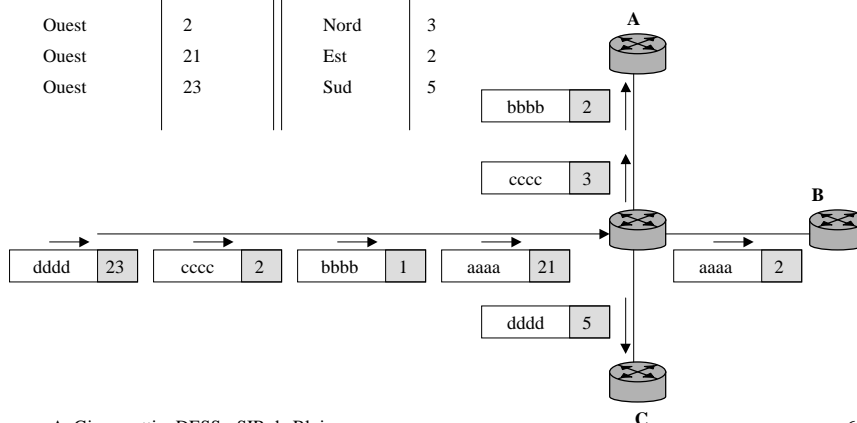 Ouest 2 Nord 3
Ouest 21 Est 2
Ouest 23 Sud 5
A
bbbb 2
cccc 3
B
dddd 23 cccc 2 bbbb 1 aaaa 21 aaaa 2
dddd 5
C